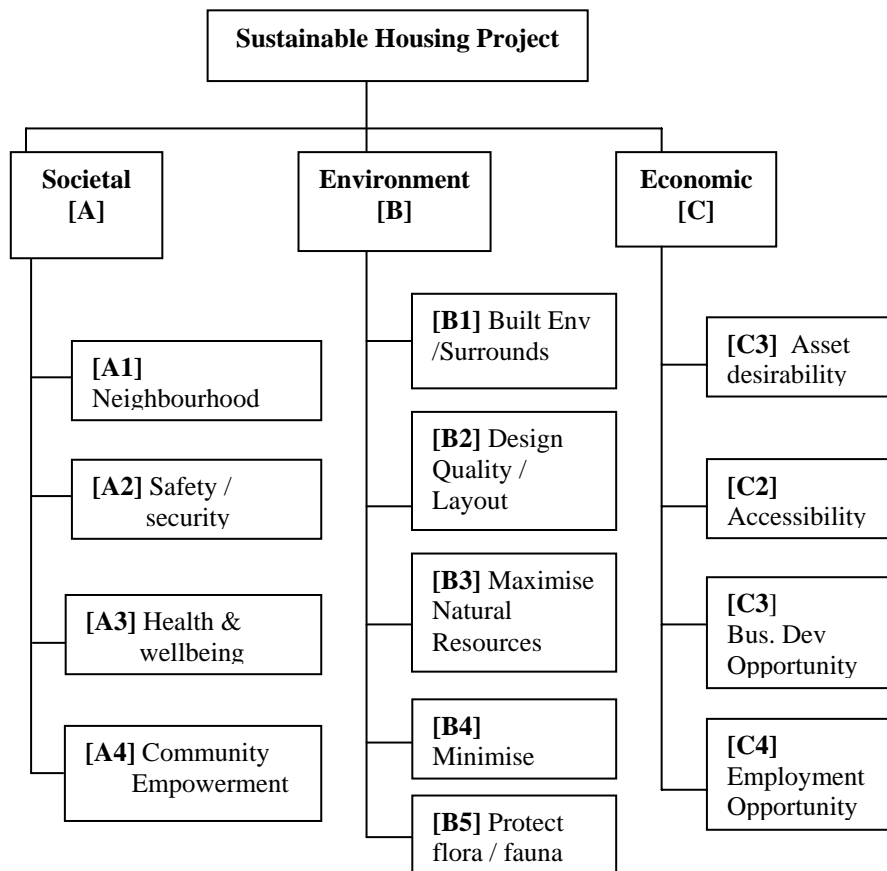 Sustainable Housing Project
Societal
[A]
Environment
[B]
Economic
[C]
[A1]
Neighbourhood
[A2] Safety /
security
[A3] Health &
wellbeing
[A4] Community
Empowerment
[B1] Built Env
/Surrounds
[B2] Design
Quality /
Layout
[B3] Maximise
Natural
Resources
[B4]
Minimise
[B5] Protect
flora / fauna
[C3] Asset
desirability
[C2]
Accessibility
[C3]
Bus. Dev
Opportunity
[C4]
Employment
Opportunity